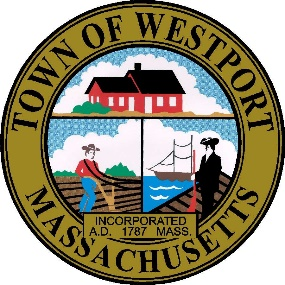 TOWN OF WESTPORT
INCORPORATED
A.D. 1787 MASS.
MASSACHUSETTS